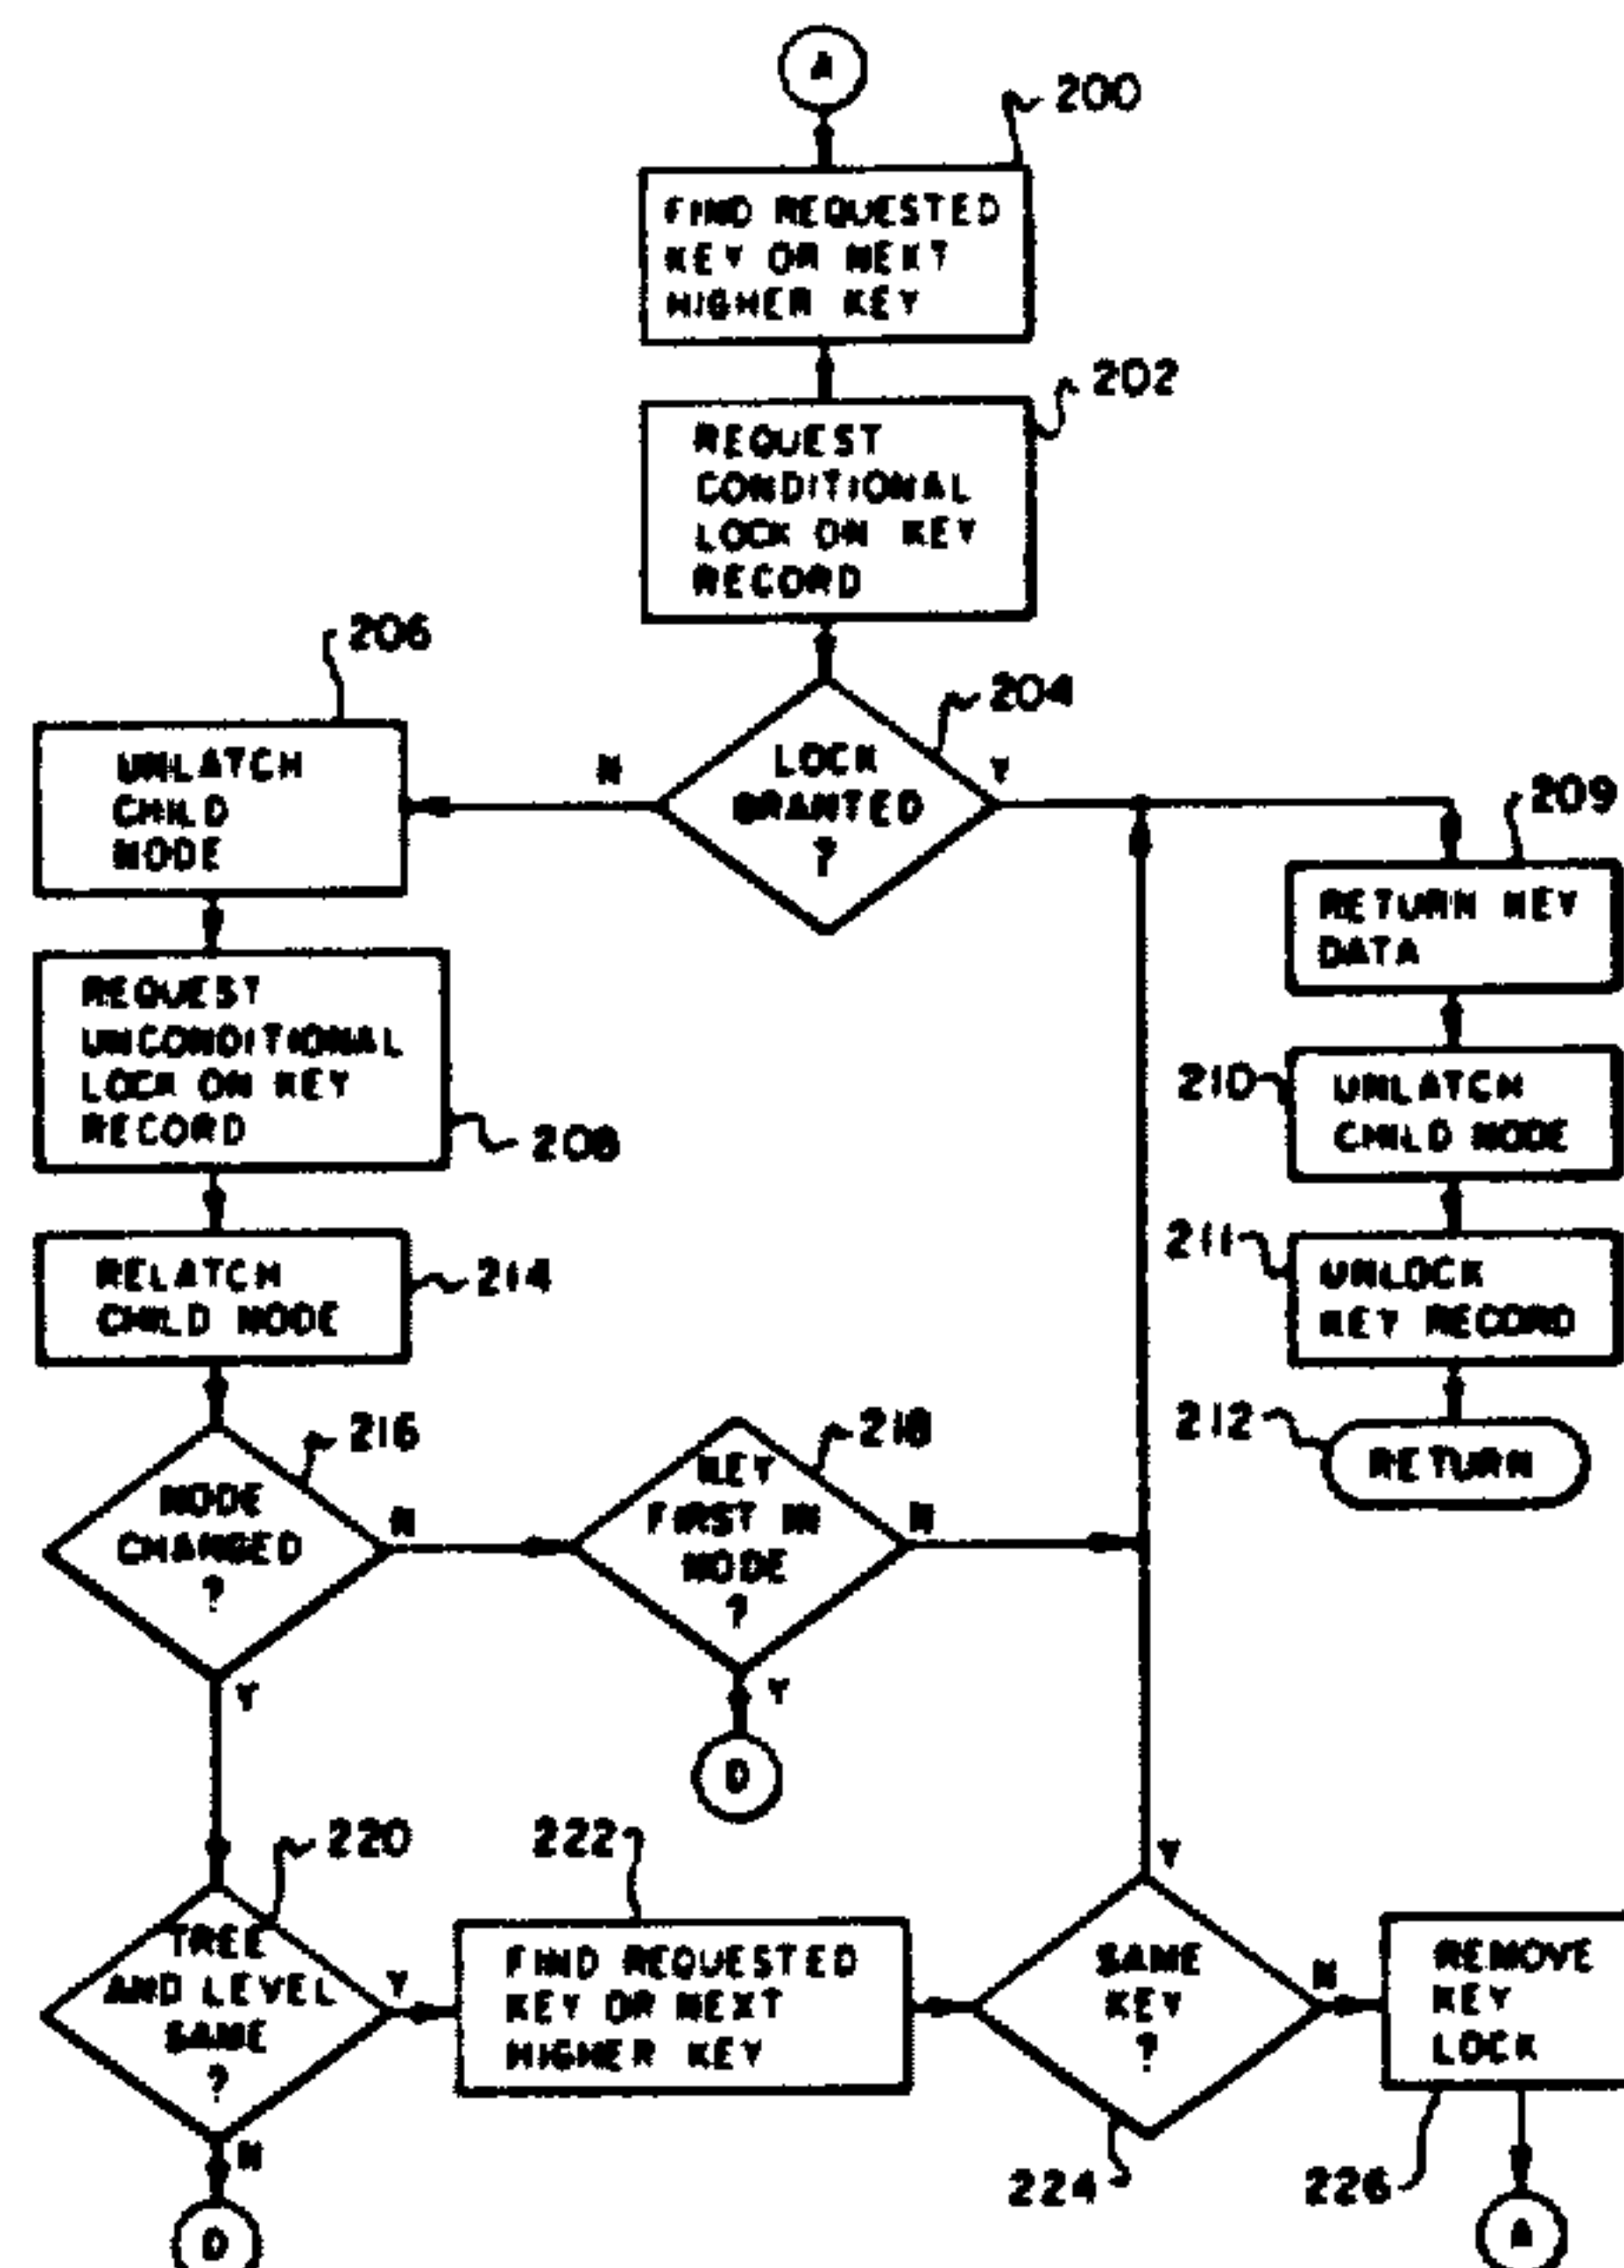 A
200
FIND REQUESTED
KEY OR NEXT
HIGHER KEY
202
REQUEST
CONDITIONAL
LOCK ON KEY
RECORD
206
204
UNLATCH
CHILD
NODE
N
LOCK
GRANTED
?
Y
209
RETURN KEY
DATA
REQUEST
UNCONDITIONAL
LOCK ON KEY
RECORD
208
210
UNLATCH
CHILD NODE
RELATCH
CHILD NODE
214
211
UNLOCK
KEY RECORD
212
RETURN
216
NODE
CHANGED
?
N
Y
218
KEY
FIRST IN
NODE
?
N
Y
D
220
TREE
AND LEVEL
SAME
?
Y
N
D
222
FIND REQUESTED
KEY OR NEXT
HIGHER KEY
Y
SAME
KEY
?
N
224
REMOVE
KEY
LOCK
226
A